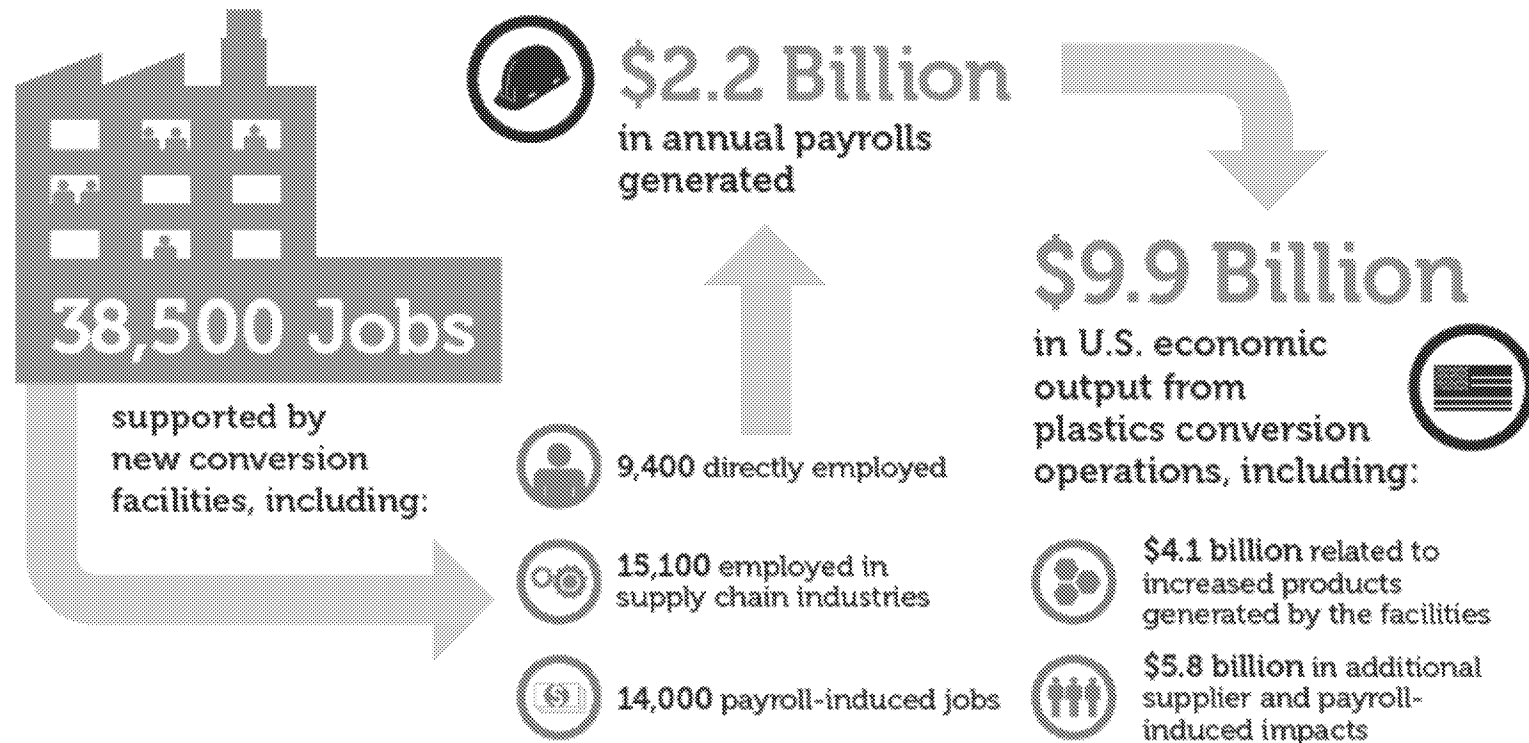 38,500 Jobs
supported by
new conversion
facilities, including:
9,400 directly employed
15,100 employed in
supply chain industries
14,000 payroll-induced jobs
$2.2 Billion
in annual payrolls
generated
$9.9 Billion
in U.S. economic
output from
plastics conversion
operations, including:
$4.1 billion related to
increased products
generated by the facilities
$5.8 billion in additional
supplier and payroll-
induced impacts